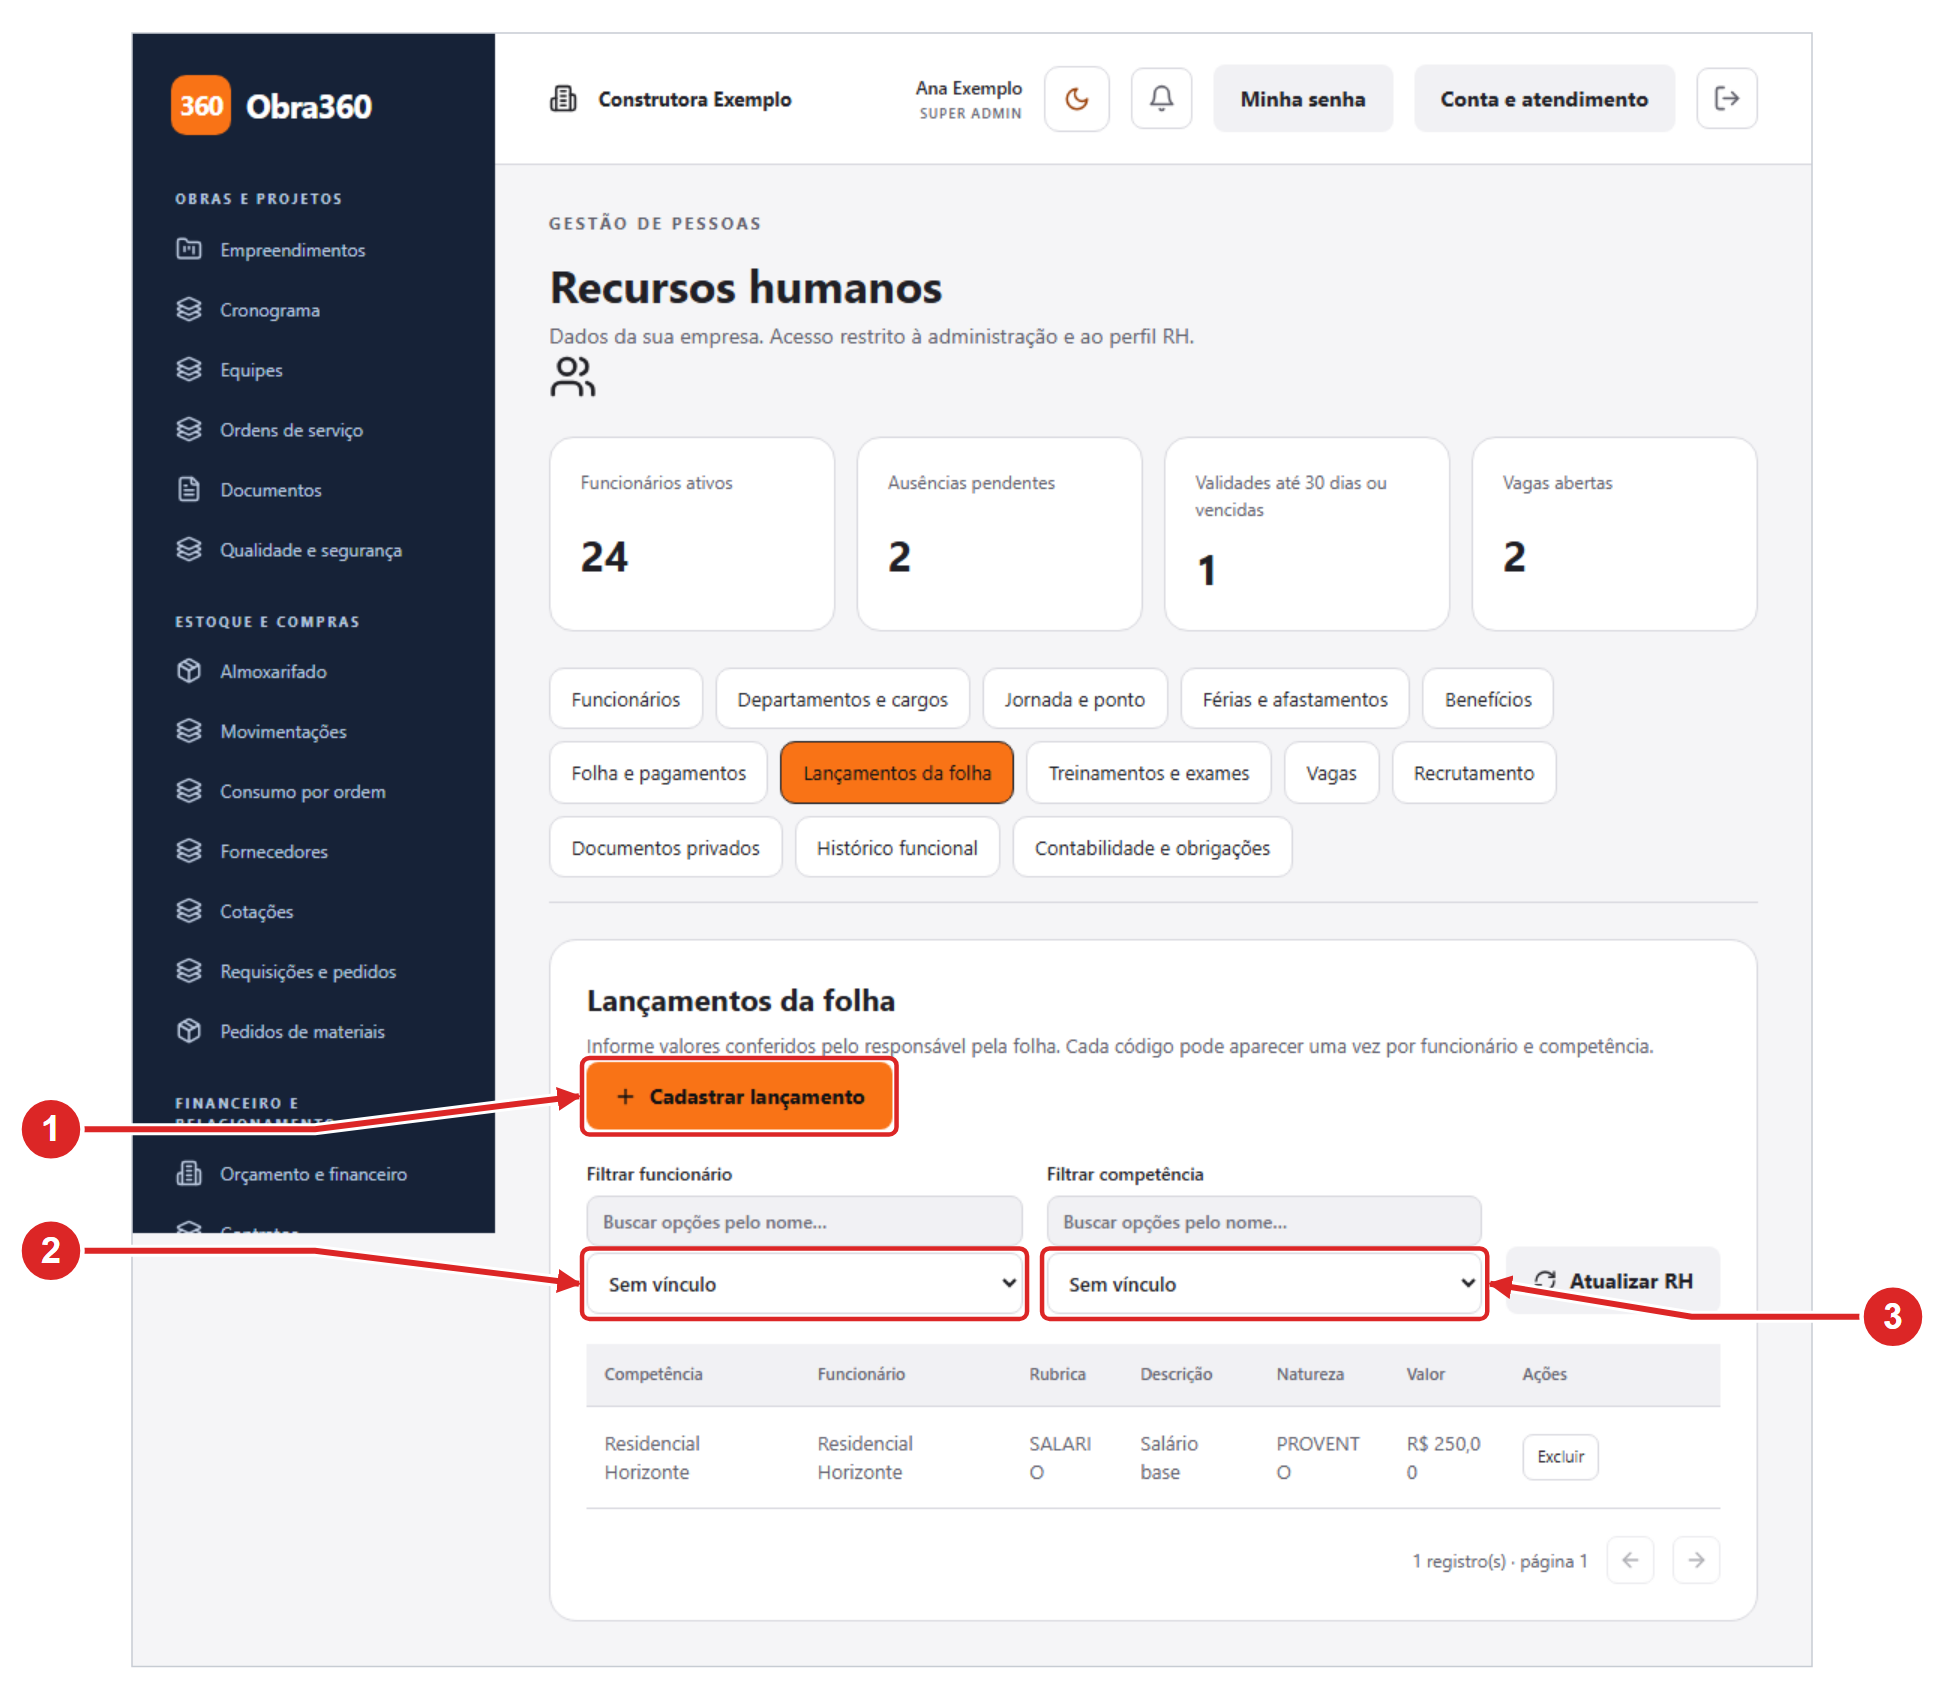 360 Obra360
Construtora Exemplo
Ana Exemplo
SUPER ADMIN
Minha senha
Conta e atendimento
OBRAS E PROJETOS
Empreendimentos
Cronograma
Equipes
Ordens de serviço
Documentos
Qualidade e segurança
ESTOQUE E COMPRAS
Almoxarifado
Movimentações
Consumo por ordem
Fornecedores
Cotações
Requisições e pedidos
Pedidos de materiais
FINANCEIRO E
RELACIONAMENTO
Orçamento e financeiro
Contratos
GESTÃO DE PESSOAS
Recursos humanos
Dados da sua empresa. Acesso restrito à administração e ao perfil RH.
Funcionários ativos
24
Ausências pendentes
2
Validades até 30 dias ou
vencidas
1
Vagas abertas
2
Funcionários
Departamentos e cargos
Jornada e ponto
Férias e afastamentos
Benefícios
Folha e pagamentos
Lançamentos da folha
Treinamentos e exames
Vagas
Recrutamento
Documentos privados
Histórico funcional
Contabilidade e obrigações
Lançamentos da folha
Informe valores conferidos pelo responsável pela folha. Cada código pode aparecer uma vez por funcionário e competência.
1
+ Cadastrar lançamento
Filtrar funcionário
Buscar opções pelo nome...
2
Sem vínculo
Filtrar competência
Buscar opções pelo nome...
Sem vínculo
Atualizar RH
3
Competência Funcionário Rubrica Descrição Natureza Valor Ações
Residencial Residencial SALARI Salário PROVENT R$ 250,0 Excluir
Horizonte Horizonte O base O 0
1 registro(s) · página 1